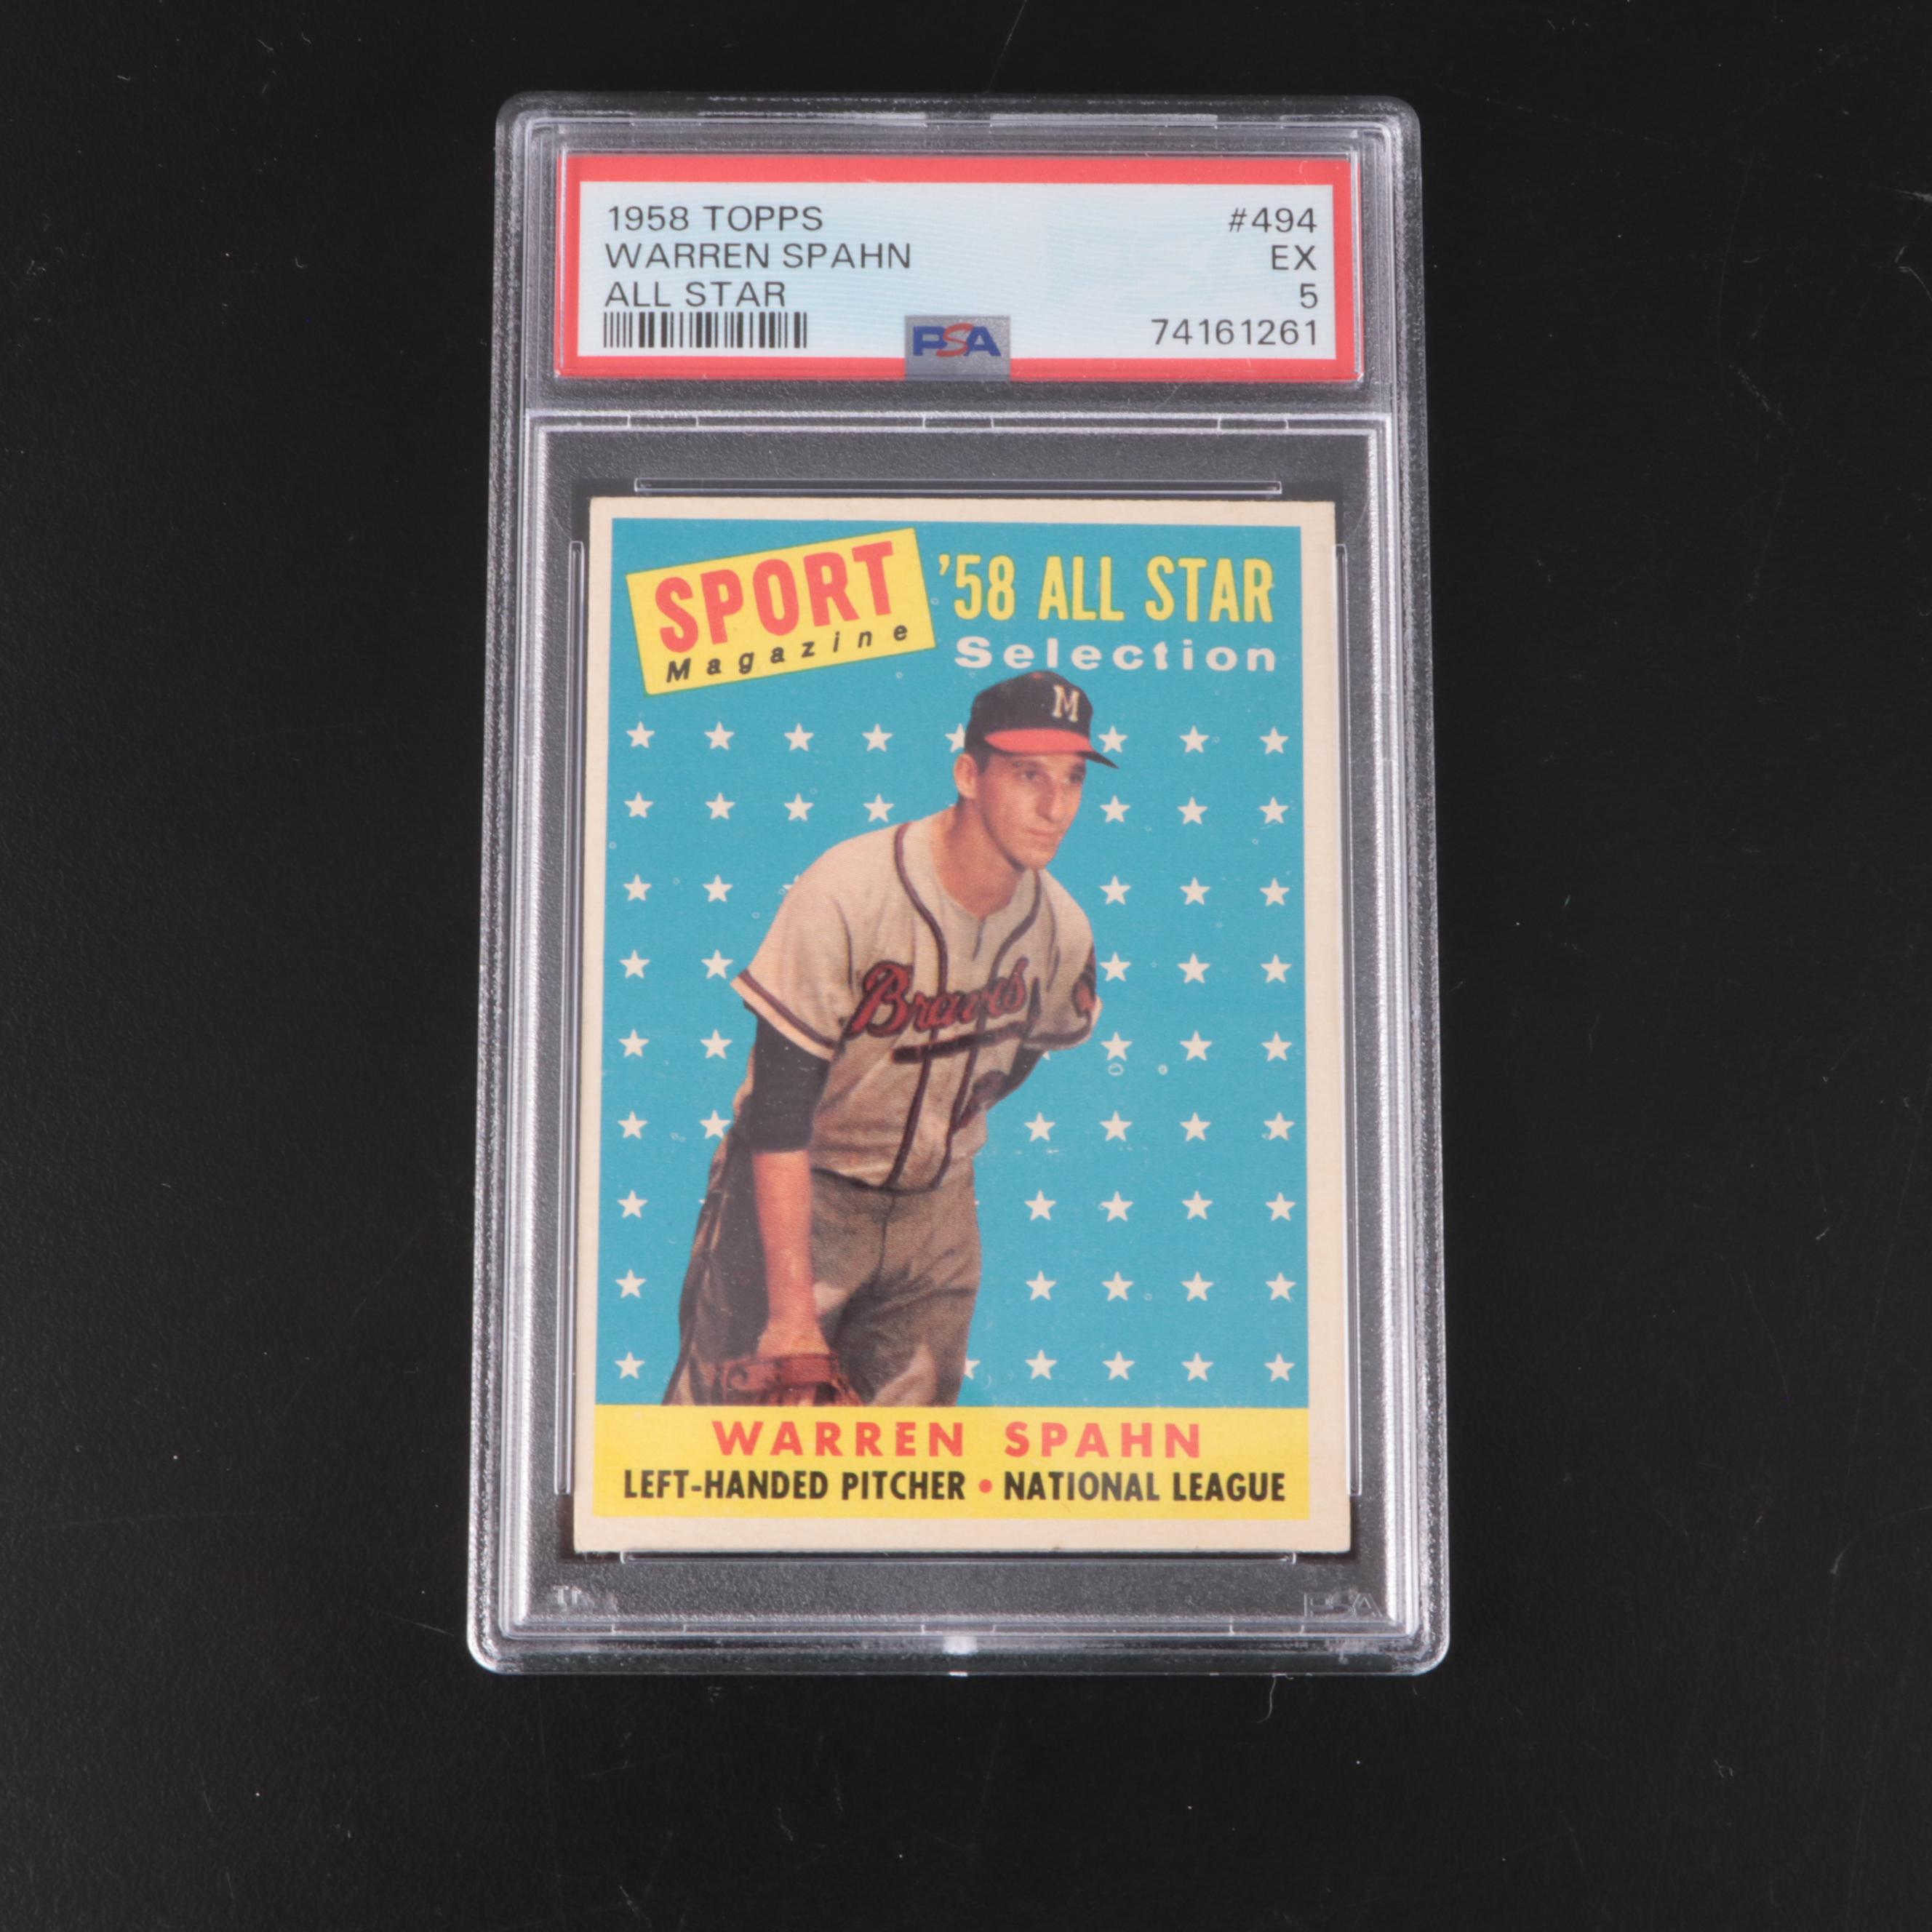 1958 TOPPS #494
WARREN SPAHN EX
ALL STAR 5
74161261
PSA
SPORT
Magazine
'58 ALL STAR
Selection
M
Braves
WARREN SPAHN
LEFT-HANDED PITCHER • NATIONAL LEAGUE
PSA